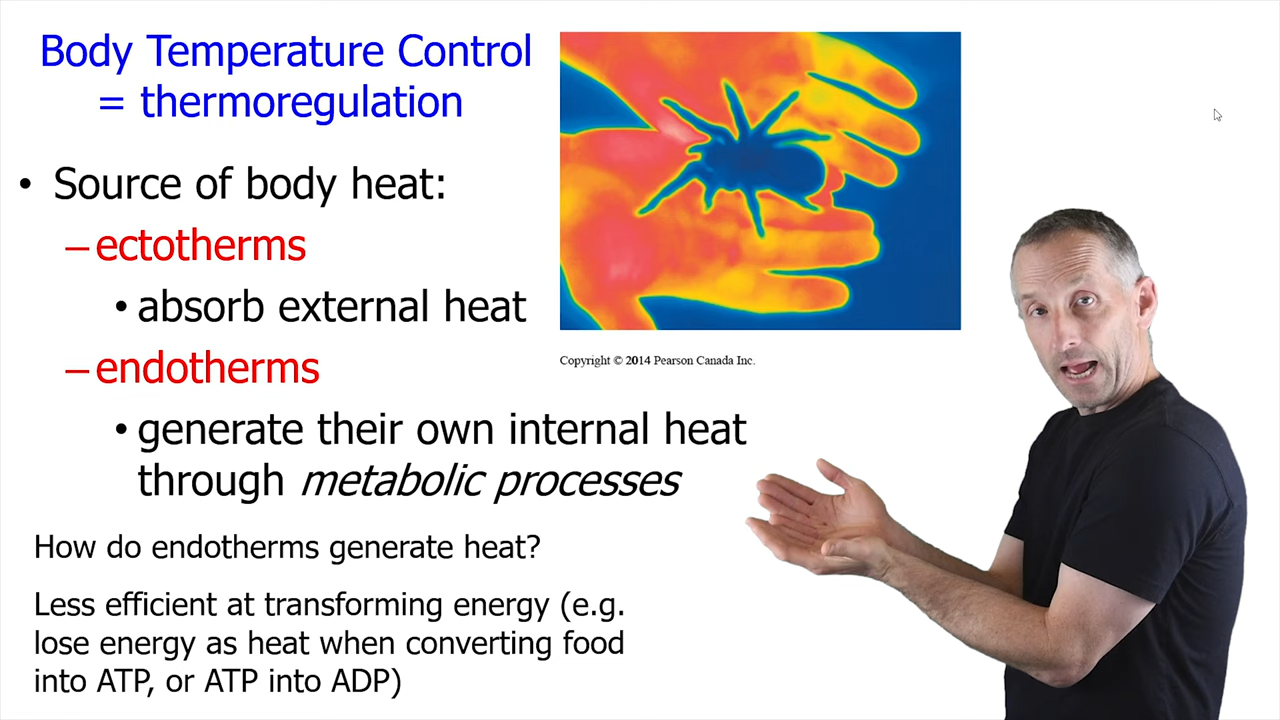 Body Temperature Control
= thermoregulation
• Source of body heat:
– ectotherms
• absorb external heat
– endotherms
• generate their own internal heat
through metabolic processes
How do endotherms generate heat?
Less efficient at transforming energy (e.g.
lose energy as heat when converting food
into ATP, or ATP into ADP)
Copyright © 2014 Pearson Canada Inc.